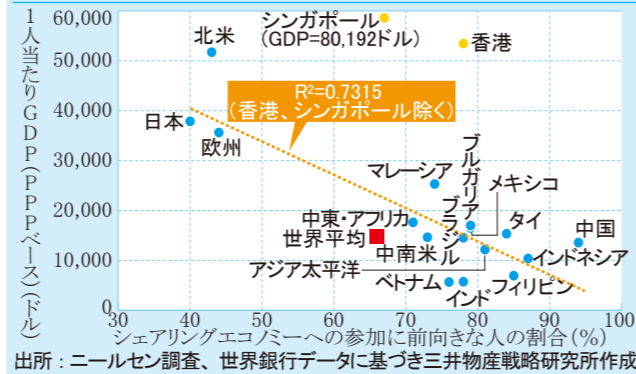 1人当たりGDP(PPPベース)(ドル)
60,000
50,000
40,000
30,000
20,000
10,000
0
30
40
50
60
70
80
90
100
シェアリングエコノミーへの参加に前向きな人の割合(%)
北米
シンガポール
(GDP=80,192ドル)
香港
R²=0.7315
(香港、シンガポール除く)
日本
欧州
マレーシア
ブルガリア
メキシコ
ブラジル
タイ
中国
中東・アフリカ
世界平均
中南米
インドネシア
アジア太平洋
ベトナム
インド
フィリピン
出所：ニールセン調査、世界銀行データに基づき三井物産戦略研究所作成